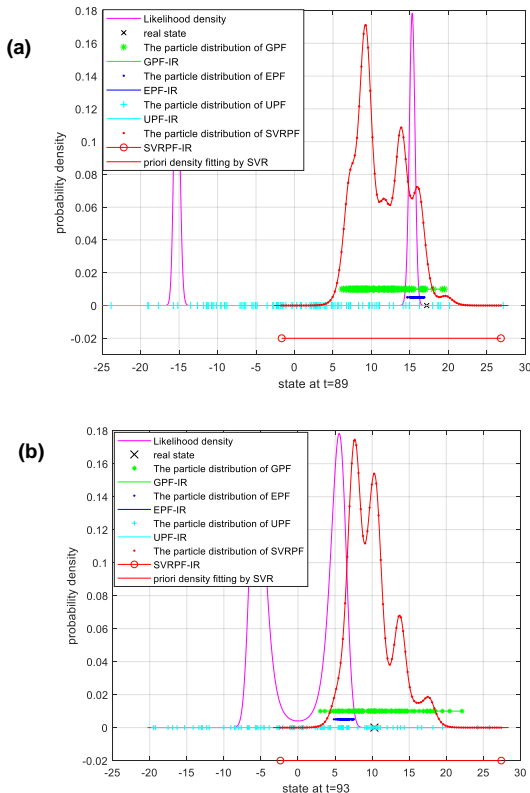 (a)
0.18
0.16
0.14
0.12
0.1
0.08
0.06
0.04
0.02
0
-0.02
probability density
Likelihood density
real state
The particle distribution of GPF
GPF-IR
The particle distribution of EPF
EPF-IR
The particle distribution of UPF
UPF-IR
The particle distribution of SVRPF
SVRPF-IR
priori density fitting by SVR
-25 -20 -15 -10 -5 0 5 10 15 20 25 30
state at t=89
(b)
0.18
0.16
0.14
0.12
0.1
0.08
0.06
0.04
0.02
0
-0.02
probability density
Likelihood density
real state
The particle distribution of GPF
GPF-IR
The particle distribution of EPF
EPF-IR
The particle distribution of UPF
UPF-IR
The particle distribution of SVRPF
SVRPF-IR
priori density fitting by SVR
-25 -20 -15 -10 -5 0 5 10 15 20 25 30
state at t=93